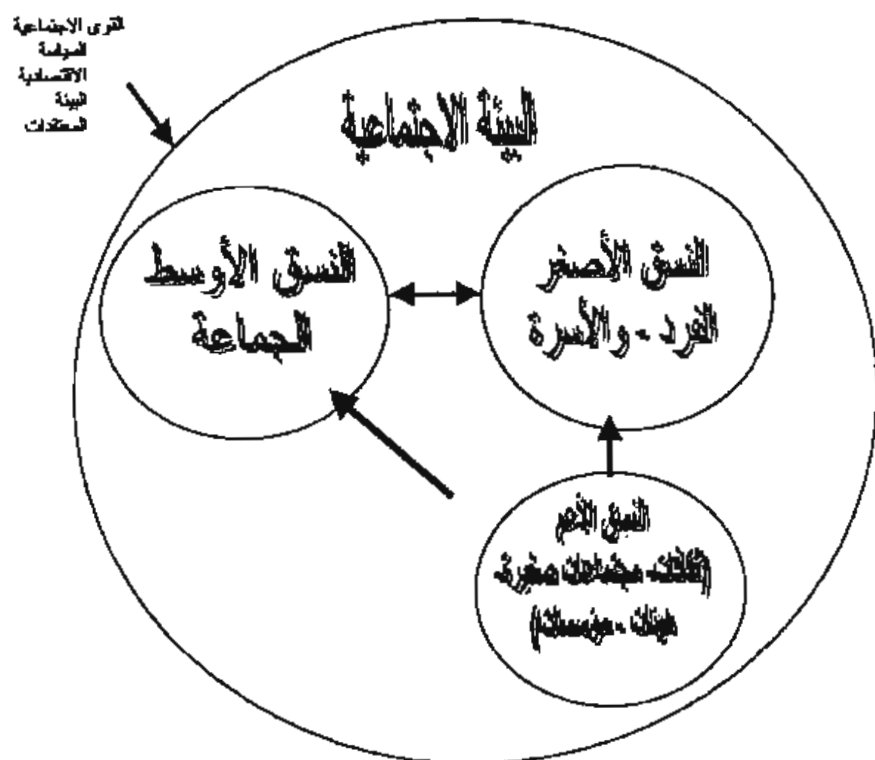 القوى الاجتماعية
السياسة
الاقتصادية
البيئة
المعتقدات
البيئة الاجتماعية
النسق الأصغر
الفرد - والأسرة
النسق الأوسط
الجماعة
النسق الأعم
مجتمعات صغيرة-
هيئات - مؤسسات)